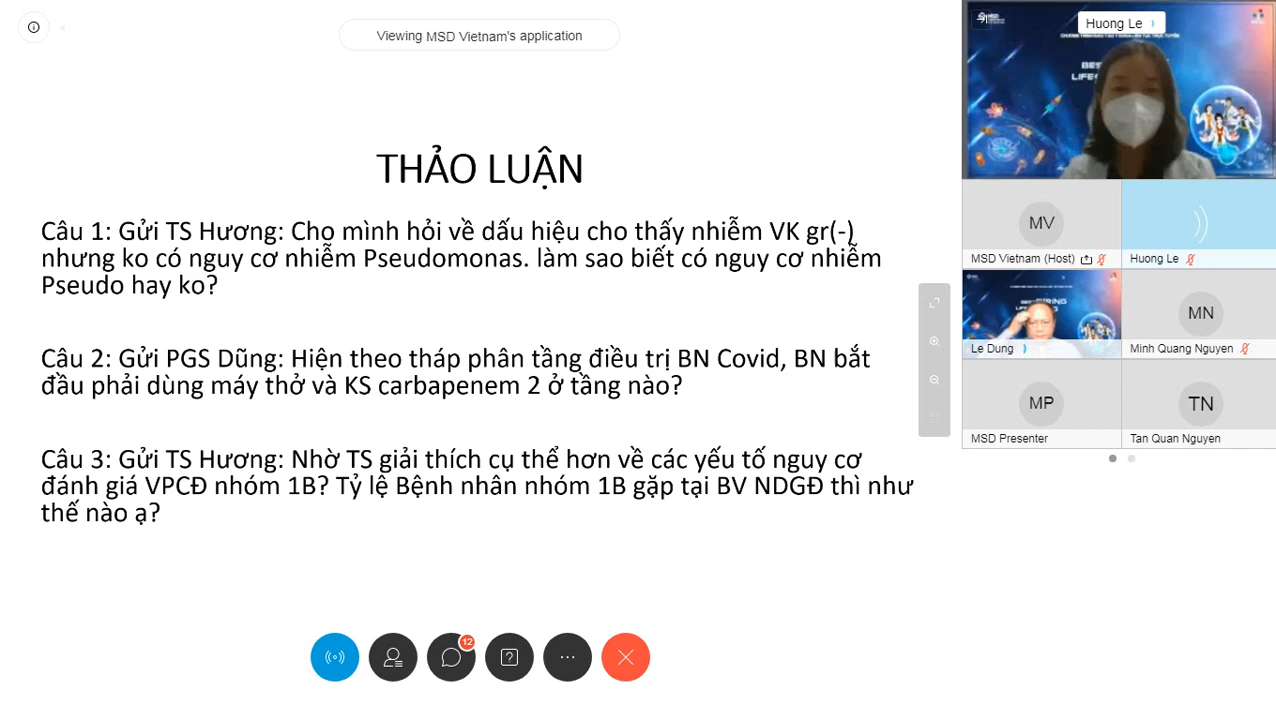 Viewing MSD Vietnam's application
THẢO LUẬN
Câu 1: Gửi TS Hương: Cho mình hỏi về dấu hiệu cho thấy nhiễm VK gr(-)
nhưng ko có nguy cơ nhiễm Pseudomonas. làm sao biết có nguy cơ nhiễm
Pseudo hay ko?
Câu 2: Gửi PGS Dũng: Hiện theo tháp phân tầng điều trị BN Covid, BN bắt
đầu phải dùng máy thở và KS carbapenem 2 ở tầng nào?
Câu 3: Gửi TS Hương: Nhờ TS giải thích cụ thể hơn về các yếu tố nguy cơ
đánh giá VPCĐ nhóm 1B? Tỷ lệ Bệnh nhân nhóm 1B gặp tại BV NDGĐ thì như
thế nào ạ?
12
Huong Le
MSD
MV
MSD Vietnam (Host)
Huong Le
Le Dung
MN
Minh Quang Nguyen
MP
MSD Presenter
TN
Tan Quan Nguyen